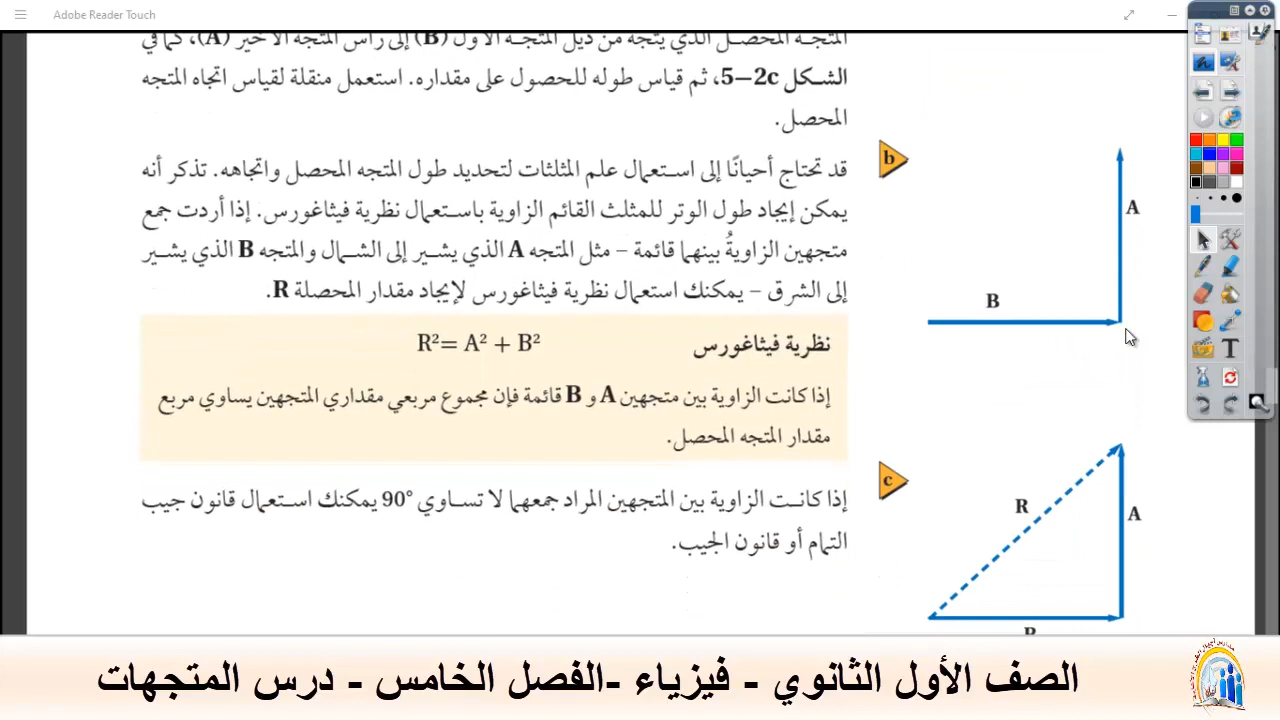 Adobe Reader Touch
المتجه المحصل الذي يتجه من ذيل المتجه الأول (B) إلى رأس المتجه الأخير (A)، كما في
الشكل 5–2c، ثم قياس طوله للحصول على مقداره. استعمل منقلة لقياس اتجاه المتجه
المحصل.
b
قد تحتاج أحيانًا إلى استعمال علم المثلثات لتحديد طول المتجه المحصل واتجاهه. تذكر أنه
يمكن إيجاد طول الوتر للمثلث القائم الزاوية باستعمال نظرية فيثاغورس. إذا أردت جمع
متجهين الزاويةُ بينهما قائمة – مثل المتجه A الذي يشير إلى الشمال والمتجه B الذي يشير
إلى الشرق – يمكنك استعمال نظرية فيثاغورس لإيجاد مقدار المحصلة R.
A
B
نظرية فيثاغورس R²= A² + B²
إذا كانت الزاوية بين متجهين A و B قائمة فإن مجموع مربعي مقداري المتجهين يساوي مربع
مقدار المتجه المحصل.
c
إذا كانت الزاوية بين المتجهين المراد جمعهما لا تساوي 90° يمكنك استعمال قانون جيب
التمام أو قانون الجيب.
R
A
B
T
الصف الأول الثانوي - فيزياء -الفصل الخامس - درس المتجهات